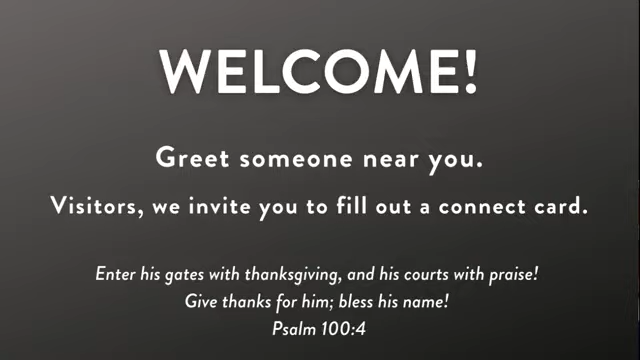 WELCOME!
Greet someone near you.
Visitors, we invite you to fill out a connect card.
Enter his gates with thanksgiving, and his courts with praise!
Give thanks for him; bless his name!
Psalm 100:4